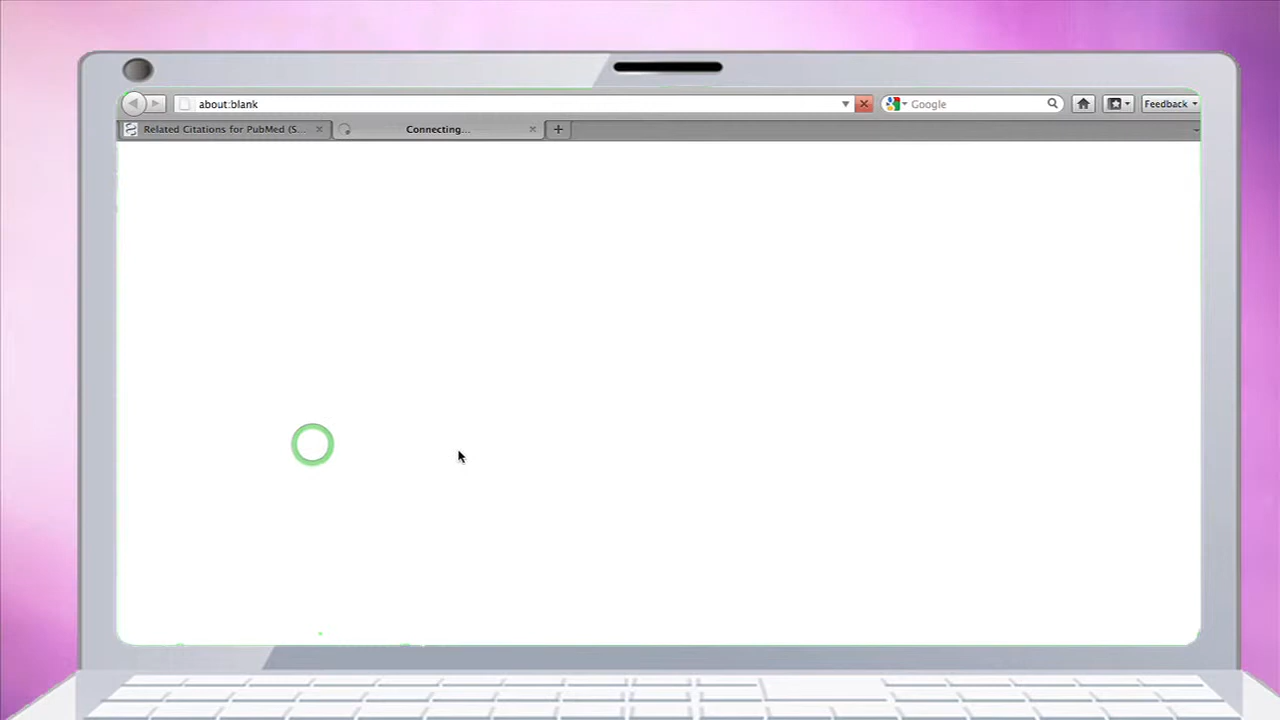 about:blank
Google
Feedback
Related Citations for PubMed (S...
Connecting...